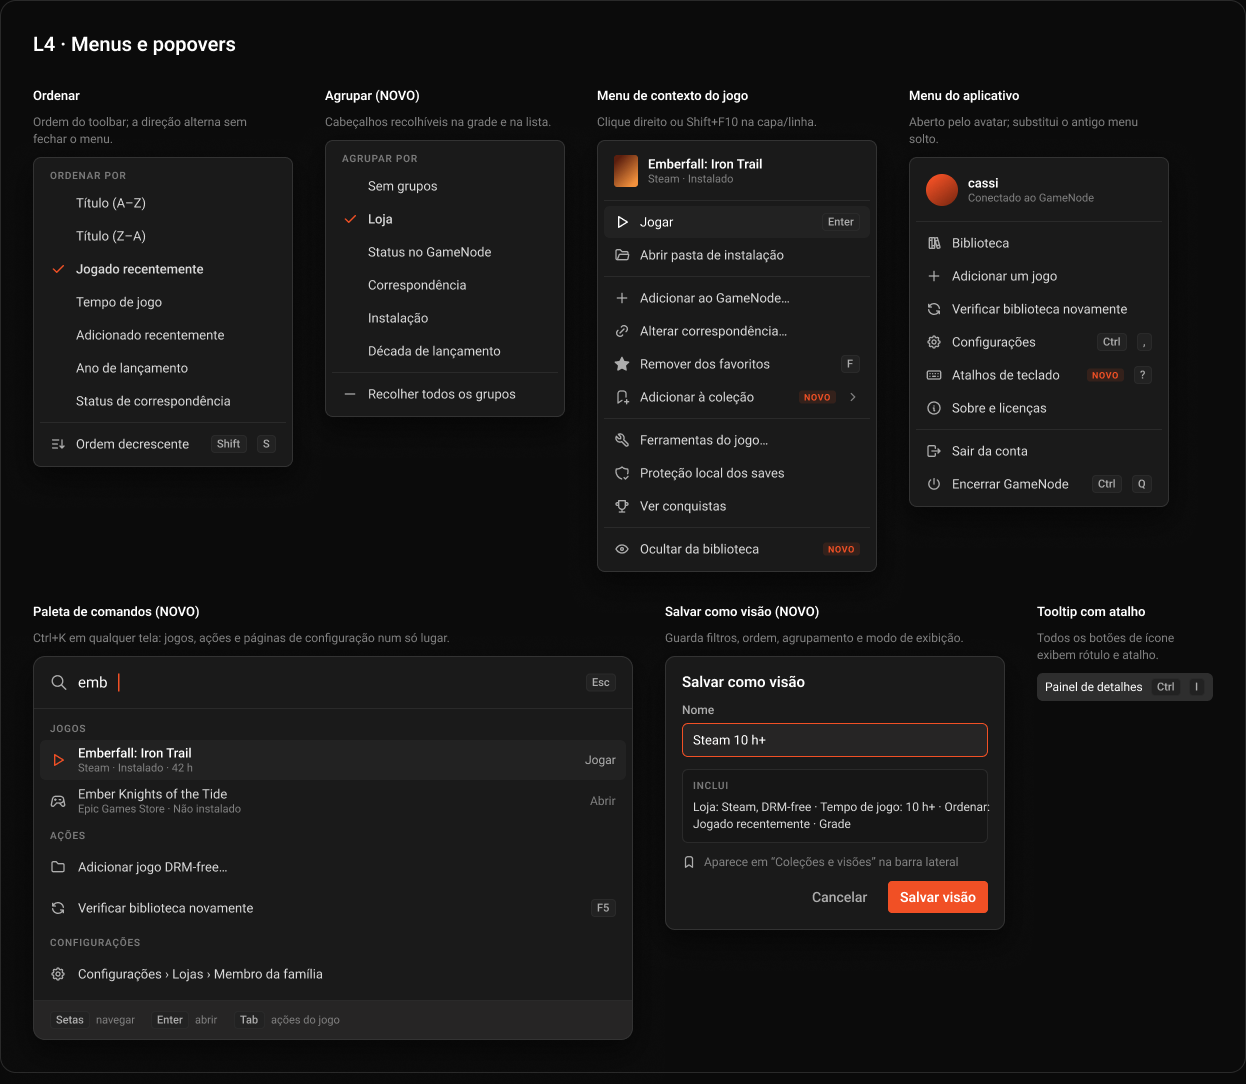 L4 · Menus e popovers
Ordenar
Ordem do toolbar; a direção alterna sem
fechar o menu.
ORDENAR POR
Título (A–Z)
Título (Z–A)
Jogado recentemente
Tempo de jogo
Adicionado recentemente
Ano de lançamento
Status de correspondência
Ordem decrescente Shift S
Agrupar (NOVO)
Cabeçalhos recolhíveis na grade e na lista.
AGRUPAR POR
Sem grupos
Loja
Status no GameNode
Correspondência
Instalação
Década de lançamento
Recolher todos os grupos
Menu de contexto do jogo
Clique direito ou Shift+F10 na capa/linha.
Emberfall: Iron Trail
Steam · Instalado
Jogar Enter
Abrir pasta de instalação
Adicionar ao GameNode…
Alterar correspondência…
Remover dos favoritos F
Adicionar à coleção NOVO
Ferramentas do jogo…
Proteção local dos saves
Ver conquistas
Ocultar da biblioteca NOVO
Menu do aplicativo
Aberto pelo avatar; substitui o antigo menu
solto.
cassi
Conectado ao GameNode
Biblioteca
Adicionar um jogo
Verificar biblioteca novamente
Configurações Ctrl ,
Atalhos de teclado NOVO ?
Sobre e licenças
Sair da conta
Encerrar GameNode Ctrl Q
Paleta de comandos (NOVO)
Ctrl+K em qualquer tela: jogos, ações e páginas de configuração num só lugar.
emb Esc
JOGOS
Emberfall: Iron Trail
Steam · Instalado · 42 h
Jogar
Ember Knights of the Tide
Epic Games Store · Não instalado
Abrir
AÇÕES
Adicionar jogo DRM-free…
Verificar biblioteca novamente F5
CONFIGURAÇÕES
Configurações › Lojas › Membro da família
Setas navegar Enter abrir Tab ações do jogo
Salvar como visão (NOVO)
Guarda filtros, ordem, agrupamento e modo de exibição.
Salvar como visão
Nome
Steam 10 h+
INCLUI
Loja: Steam, DRM-free · Tempo de jogo: 10 h+ · Ordenar:
Jogado recentemente · Grade
Aparece em “Coleções e visões” na barra lateral
Cancelar Salvar visão
Tooltip com atalho
Todos os botões de ícone
exibem rótulo e atalho.
Painel de detalhes Ctrl I